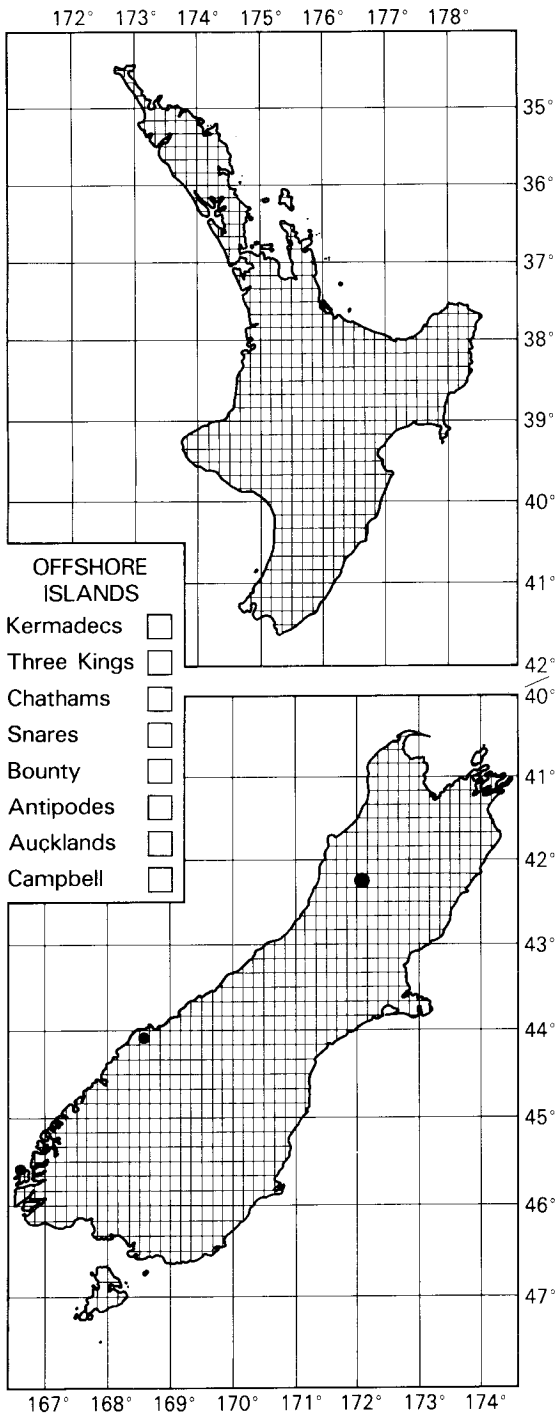 172° 173° 174° 175° 176° 177° 178°
35°
36°
37°
38°
39°
40°
41°
42°
OFFSHORE
ISLANDS
Kermadecs
Three Kings
Chathams
Snares
Bounty
Antipodes
Aucklands
Campbell
40°
41°
42°
43°
44°
45°
46°
47°
167° 168° 169° 170° 171° 172° 173° 174°